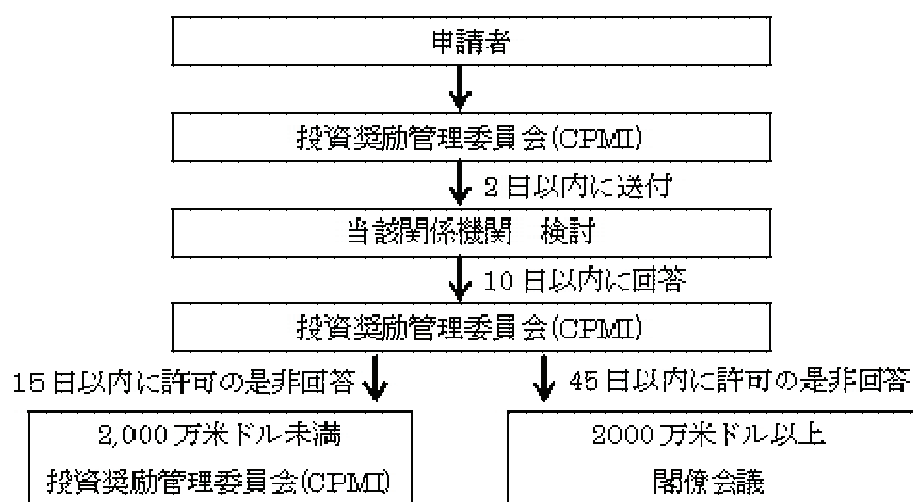 申請者
投資奨励管理委員会(CPMI)
2日以内に送付
当該関係機関　検討
10日以内に回答
投資奨励管理委員会(CPMI)
15日以内に許可の是非回答
45日以内に許可の是非回答
2,000万米ドル未満
投資奨励管理委員会(CPMI)
2000万米ドル以上
閣僚会議